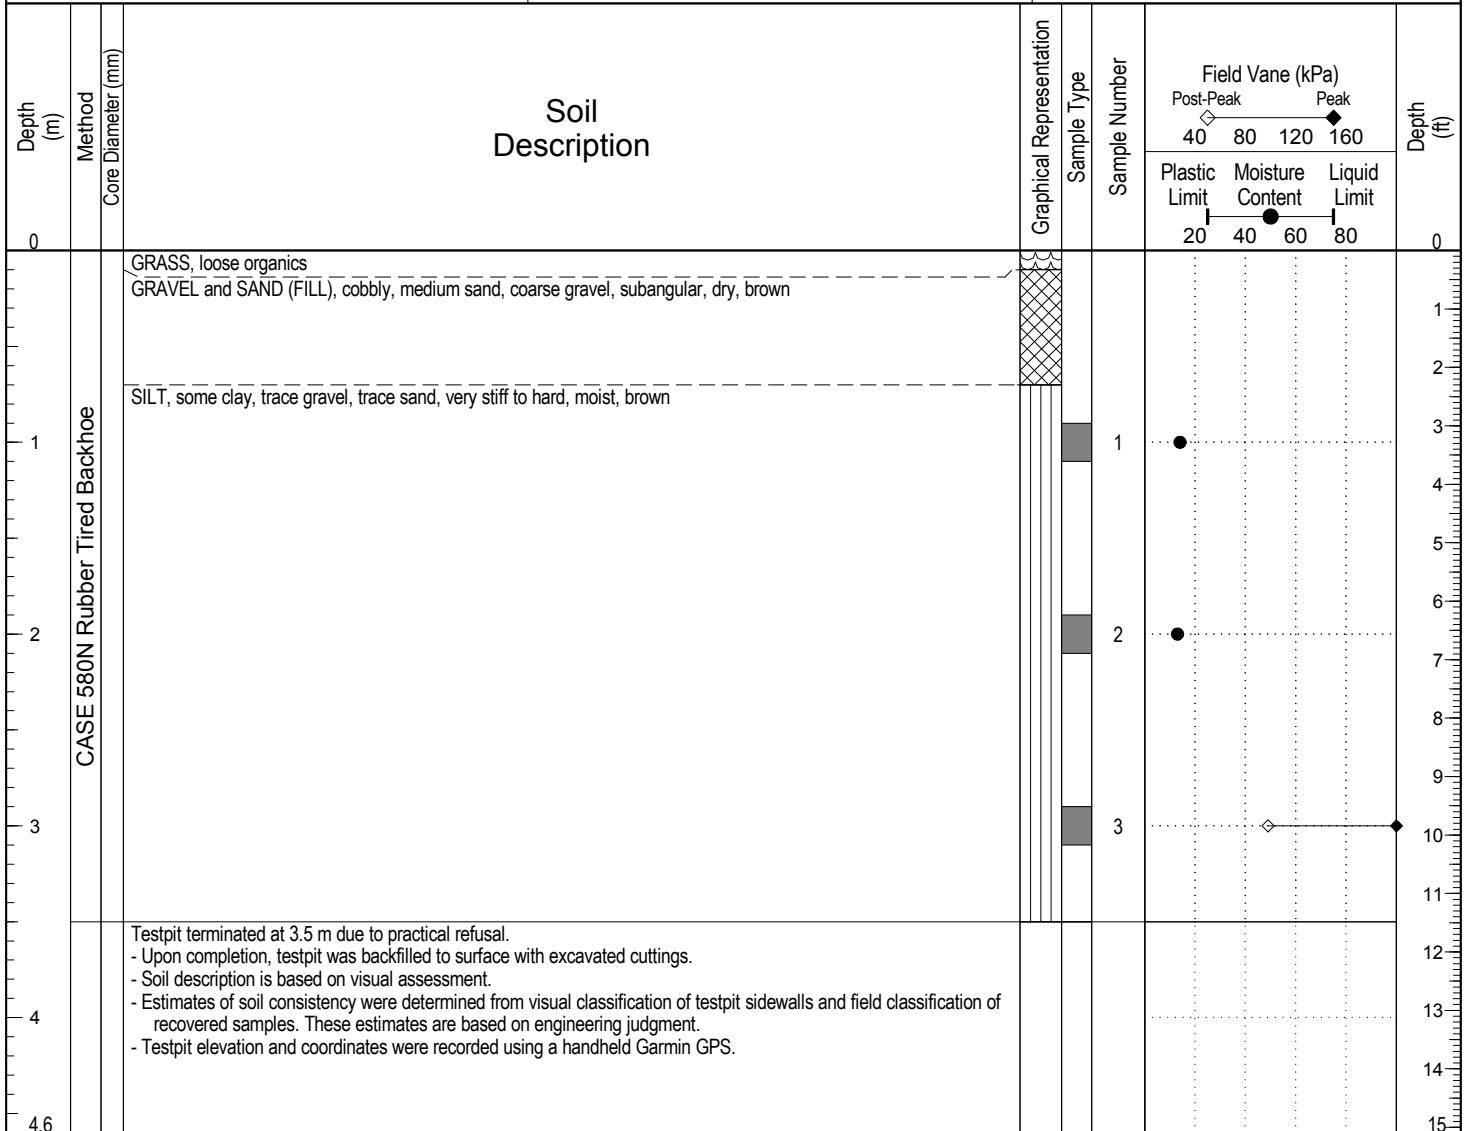 Depth
(m)
Method
Core Diameter (mm)
Soil
Description
Graphical Representation
Sample Type
Sample Number
Field Vane (kPa)
Post-Peak Peak
40 80 120 160
Plastic Moisture Liquid
Limit Content Limit
20 40 60 80
Depth
(ft)
0
0
GRASS, loose organics
GRAVEL and SAND (FILL), cobbly, medium sand, coarse gravel, subangular, dry, brown
1
2
SILT, some clay, trace gravel, trace sand, very stiff to hard, moist, brown
CASE 580N Rubber Tired Backhoe
3
1 1
4
5
6
2 2
7
8
9
3 3
10
11
Testpit terminated at 3.5 m due to practical refusal.
- Upon completion, testpit was backfilled to surface with excavated cuttings.
12
- Soil description is based on visual assessment.
- Estimates of soil consistency were determined from visual classification of testpit sidewalls and field classification of
13
4
recovered samples. These estimates are based on engineering judgment.
- Testpit elevation and coordinates were recorded using a handheld Garmin GPS.
14
4.6 15